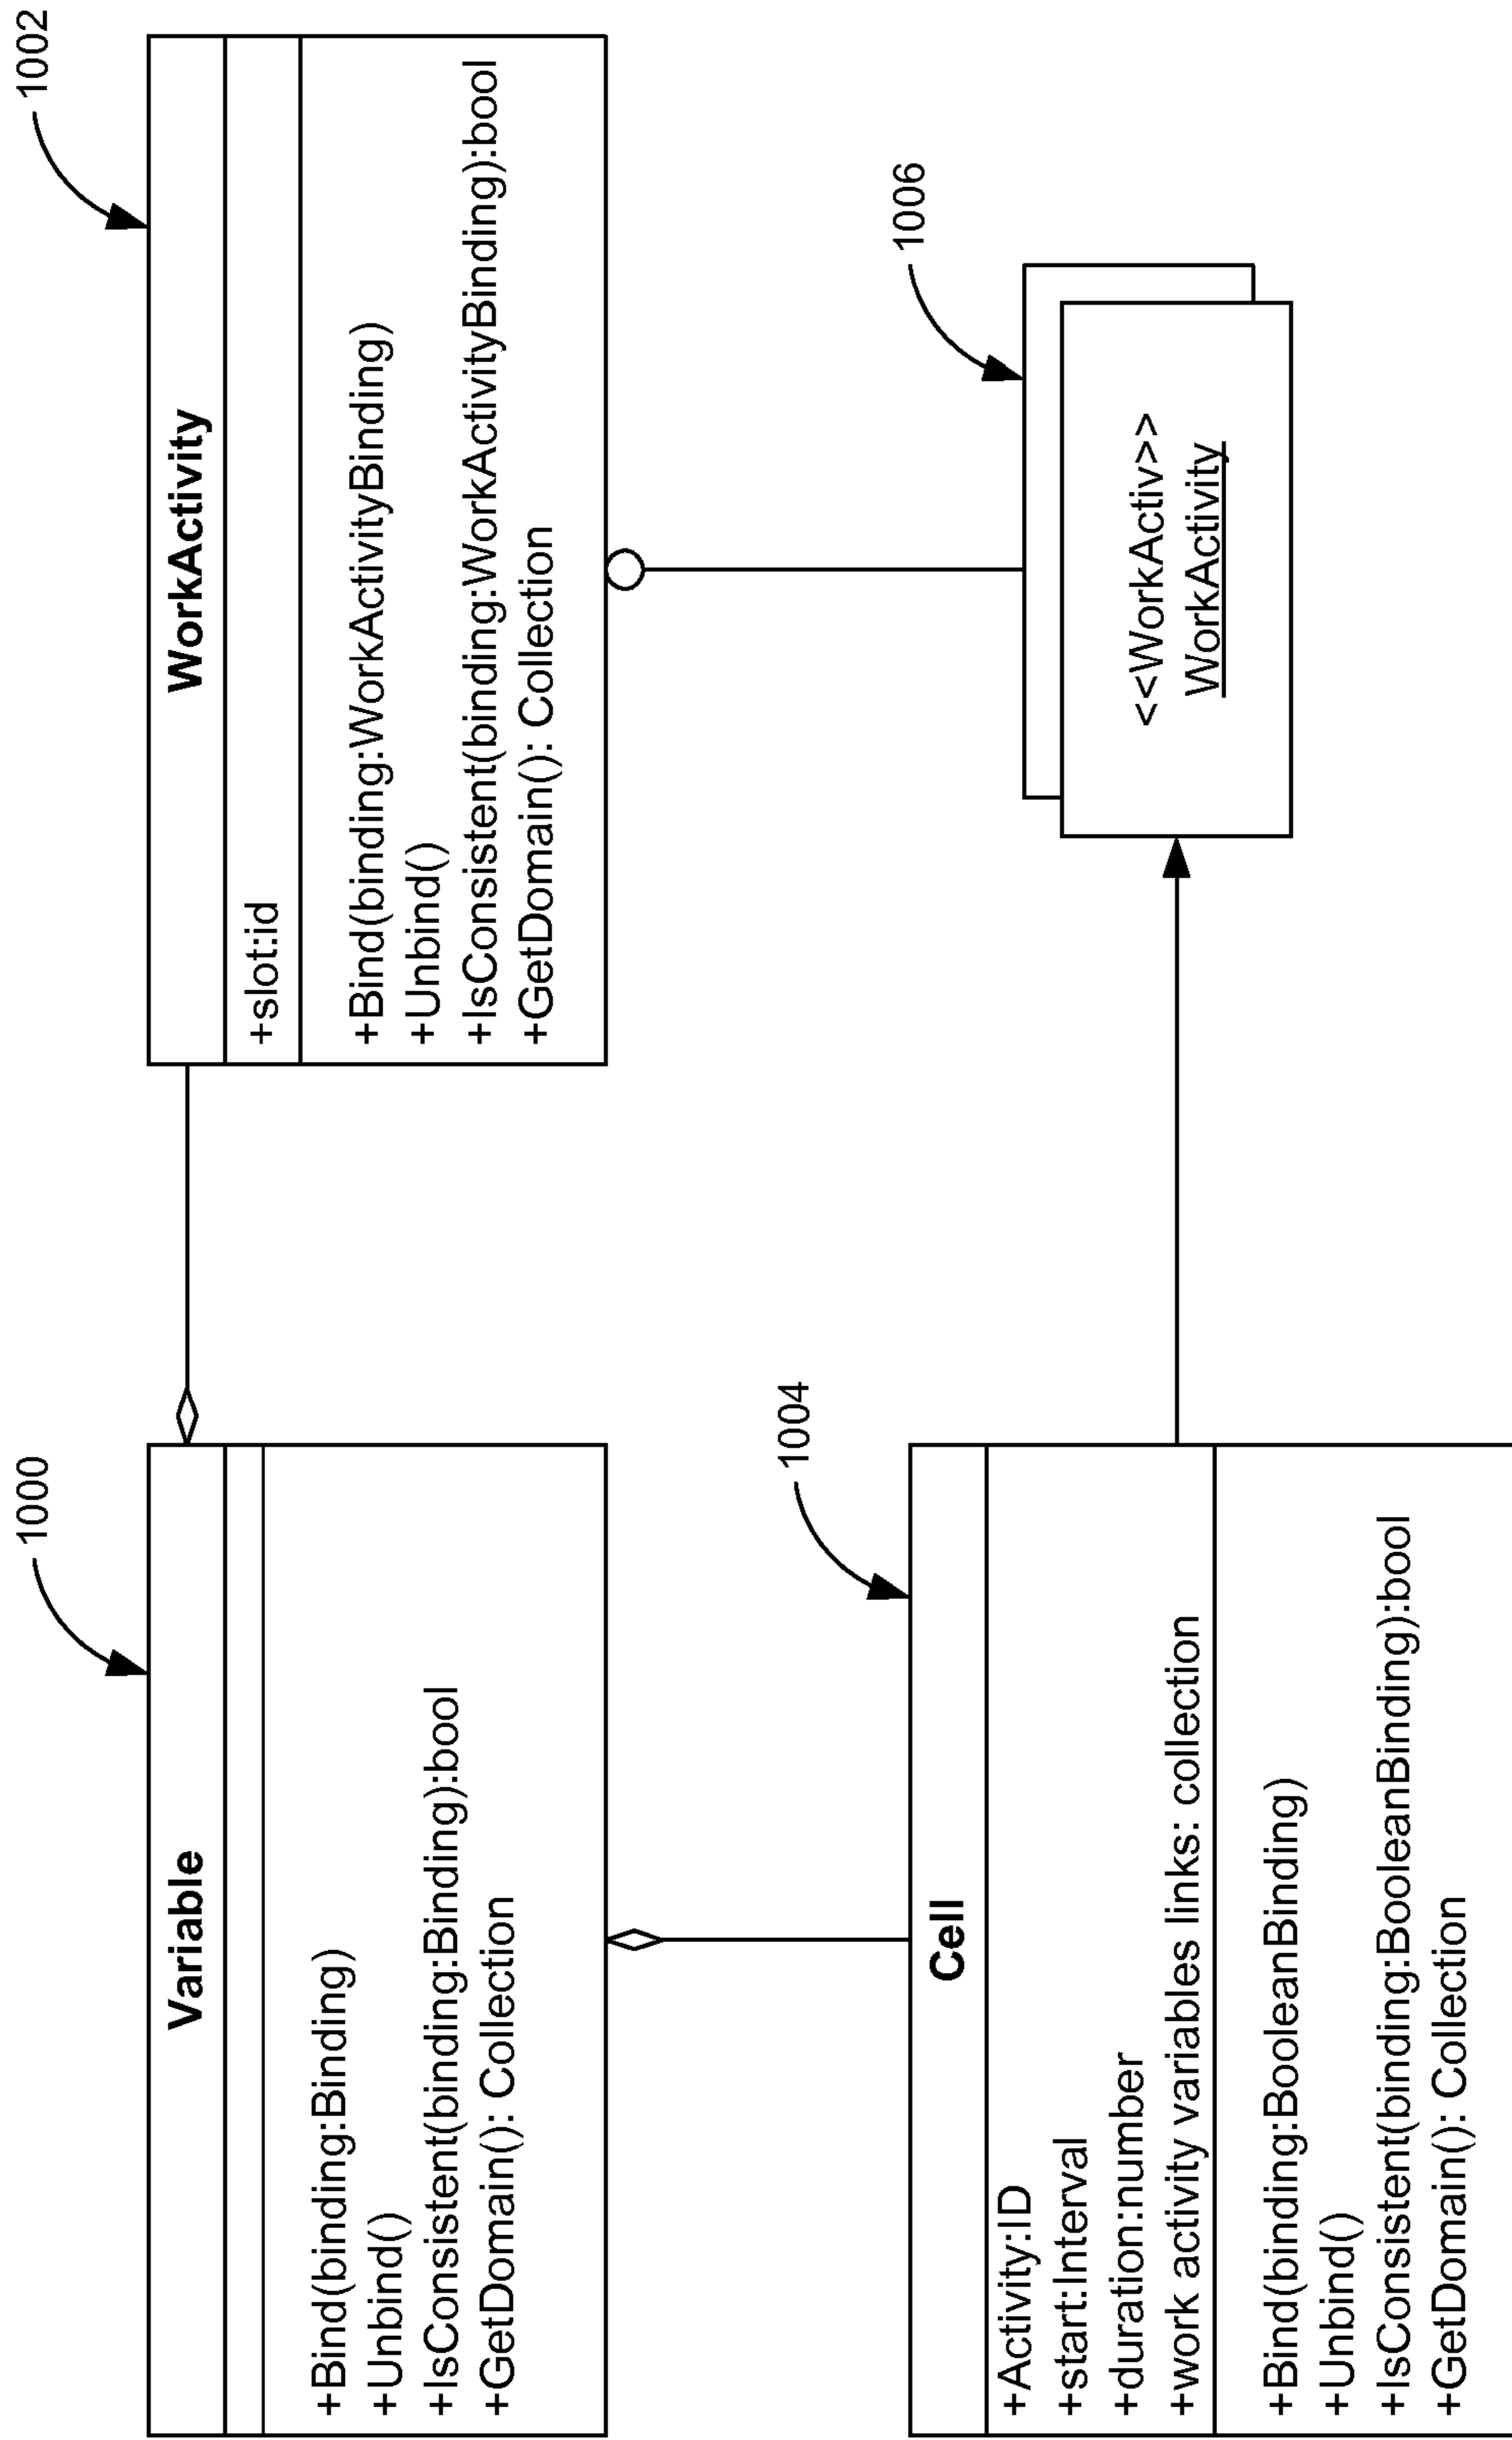 1000
Variable
+Bind(binding:Binding)
+Unbind()
+IsConsistent(binding:Binding):bool
+GetDomain(): Collection
1002
WorkActivity
+slot:id
+Bind(binding:WorkActivityBinding)
+Unbind()
+IsConsistent(binding:WorkActivityBinding):bool
+GetDomain(): Collection
1004
Cell
+Activity:ID
+start:Interval
+duration:number
+work activity variables links: collection
+Bind(binding:BooleanBinding)
+Unbind()
+IsConsistent(binding:BooleanBinding):bool
+GetDomain(): Collection
1006
<<WorkActiv>>
WorkActivity